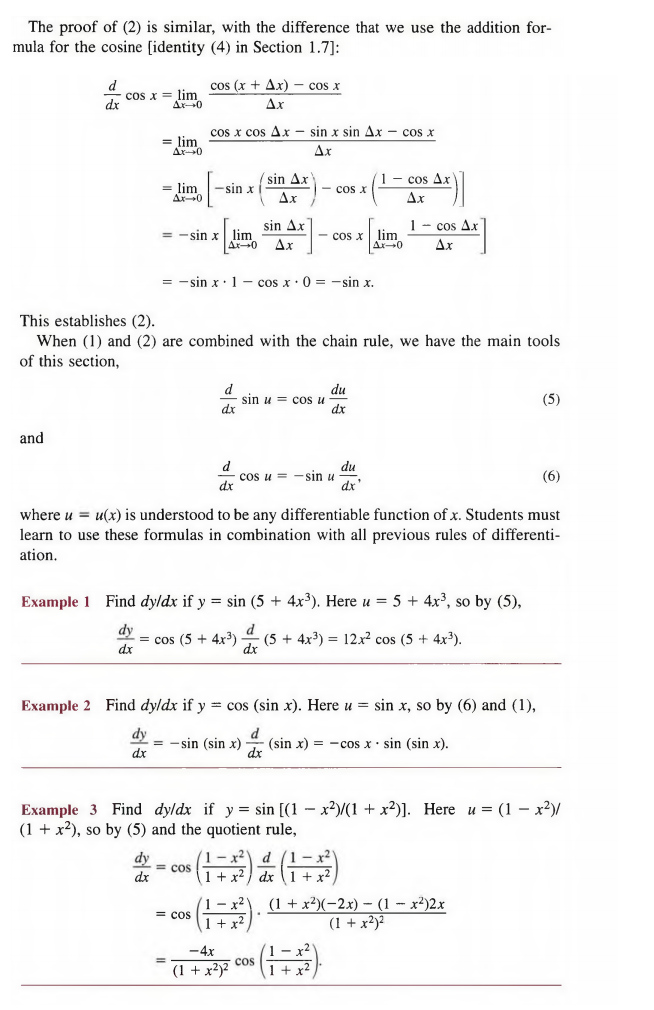 The proof of (2) is similar, with the difference that we use the addition for-
mula for the cosine [identity (4) in Section 1.7]:
d/dx cos x = lim Δx→0 (cos (x + Δx) − cos x)/Δx
= lim Δx→0 (cos x cos Δx − sin x sin Δx − cos x)/Δx
= lim Δx→0 [−sin x (sin Δx/Δx) − cos x ((1 − cos Δx)/Δx)]
= −sin x [lim Δx→0 sin Δx/Δx] − cos x [lim Δx→0 (1 − cos Δx)/Δx]
= −sin x · 1 − cos x · 0 = −sin x.
This establishes (2).
When (1) and (2) are combined with the chain rule, we have the main tools
of this section,
d/dx sin u = cos u du/dx (5)
and
d/dx cos u = −sin u du/dx, (6)
where u = u(x) is understood to be any differentiable function of x. Students must
learn to use these formulas in combination with all previous rules of differenti-
ation.
Example 1 Find dy/dx if y = sin (5 + 4x³). Here u = 5 + 4x³, so by (5),
dy/dx = cos (5 + 4x³) d/dx (5 + 4x³) = 12x² cos (5 + 4x³).
Example 2 Find dy/dx if y = cos (sin x). Here u = sin x, so by (6) and (1),
dy/dx = −sin (sin x) d/dx (sin x) = −cos x · sin (sin x).
Example 3 Find dy/dx if y = sin [(1 − x²)/(1 + x²)]. Here u = (1 − x²)/
(1 + x²), so by (5) and the quotient rule,
dy/dx = cos ((1 − x²)/(1 + x²)) d/dx ((1 − x²)/(1 + x²))
= cos ((1 − x²)/(1 + x²)) · ((1 + x²)(−2x) − (1 − x²)2x)/(1 + x²)²
= −4x/(1 + x²)² cos ((1 − x²)/(1 + x²)).